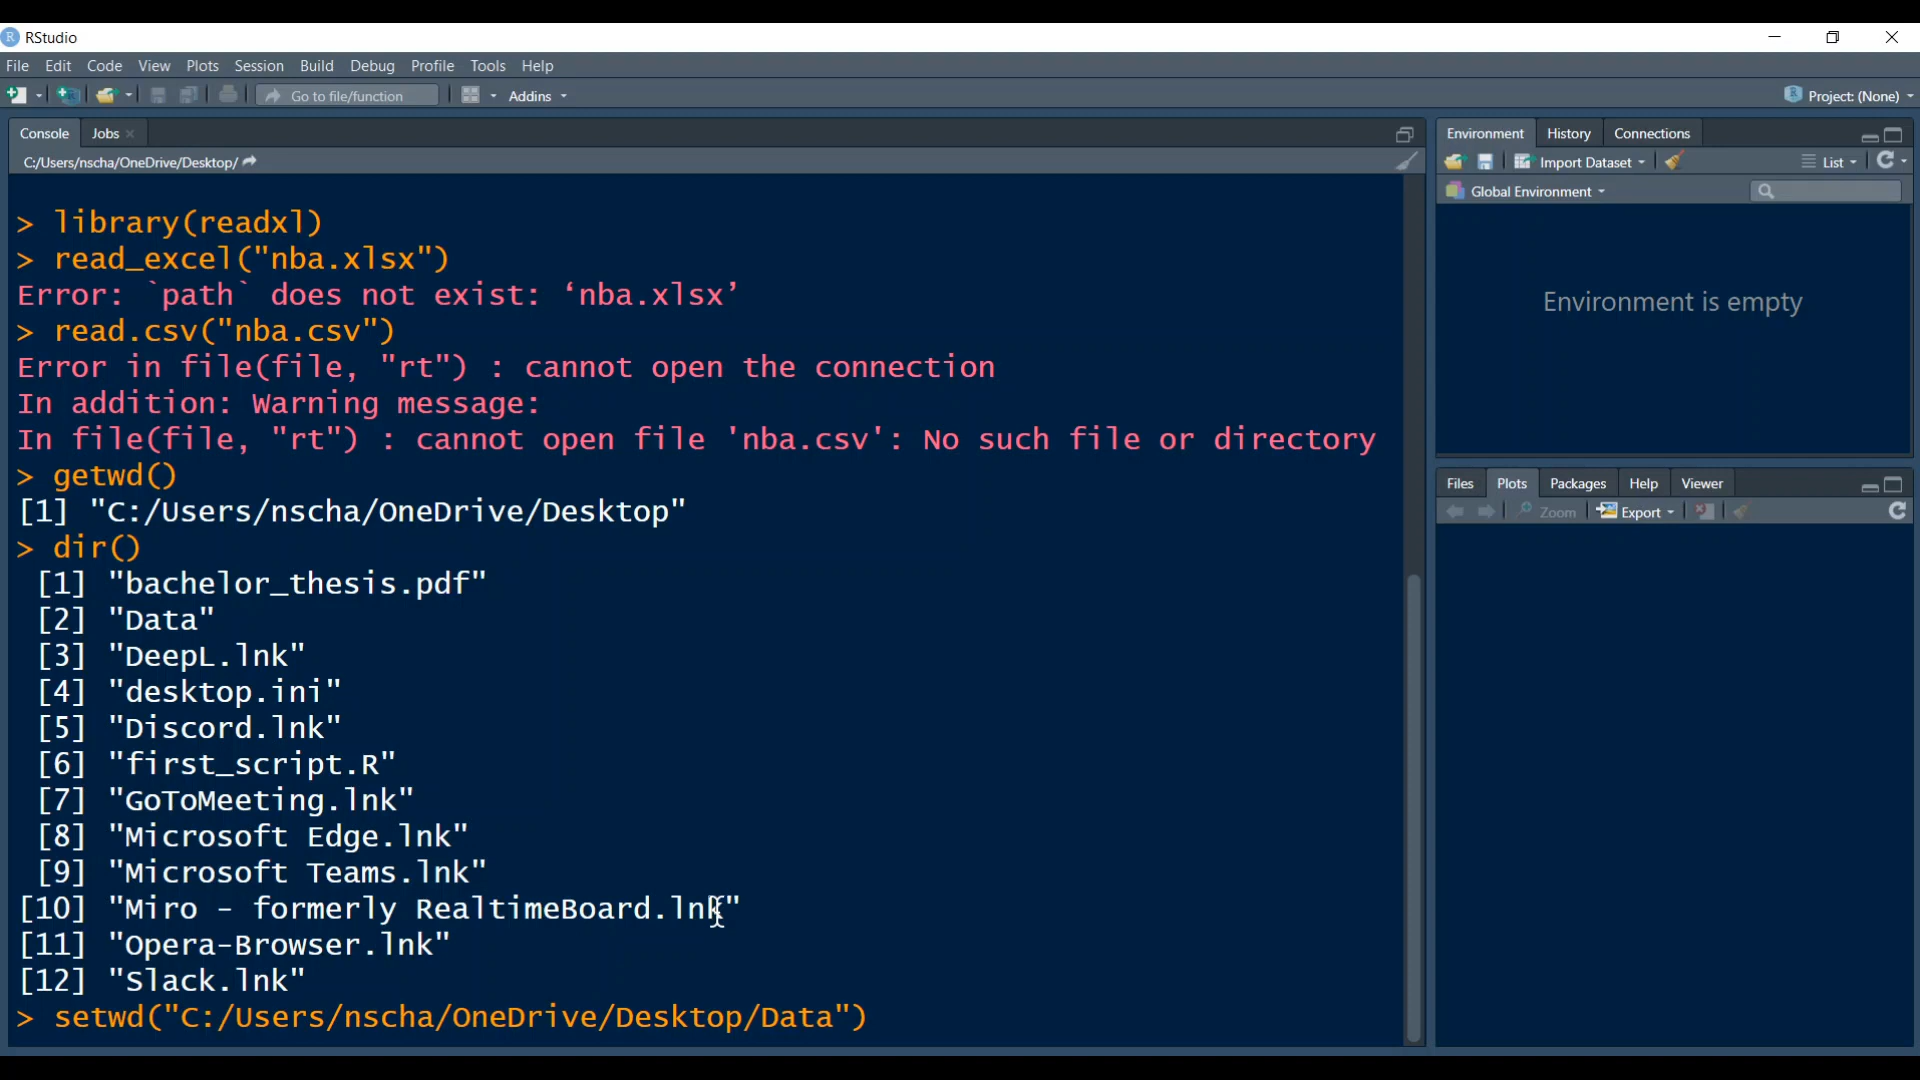 RStudio
File Edit Code View Plots Session Build Debug Profile Tools Help
Go to file/function Addins Project: (None)
Console Jobs
C:/Users/nscha/OneDrive/Desktop/
> library(readxl)
> read_excel("nba.xlsx")
Error: `path` does not exist: ‘nba.xlsx’
> read.csv("nba.csv")
Error in file(file, "rt") : cannot open the connection
In addition: Warning message:
In file(file, "rt") : cannot open file 'nba.csv': No such file or directory
> getwd()
[1] "C:/Users/nscha/OneDrive/Desktop"
> dir()
[1] "bachelor_thesis.pdf"
[2] "Data"
[3] "DeepL.lnk"
[4] "desktop.ini"
[5] "Discord.lnk"
[6] "first_script.R"
[7] "GoToMeeting.lnk"
[8] "Microsoft Edge.lnk"
[9] "Microsoft Teams.lnk"
[10] "Miro - formerly RealtimeBoard.lnk"
[11] "Opera-Browser.lnk"
[12] "Slack.lnk"
> setwd("C:/Users/nscha/OneDrive/Desktop/Data")
Environment History Connections
Import Dataset List
Global Environment
Environment is empty
Files Plots Packages Help Viewer
Zoom Export